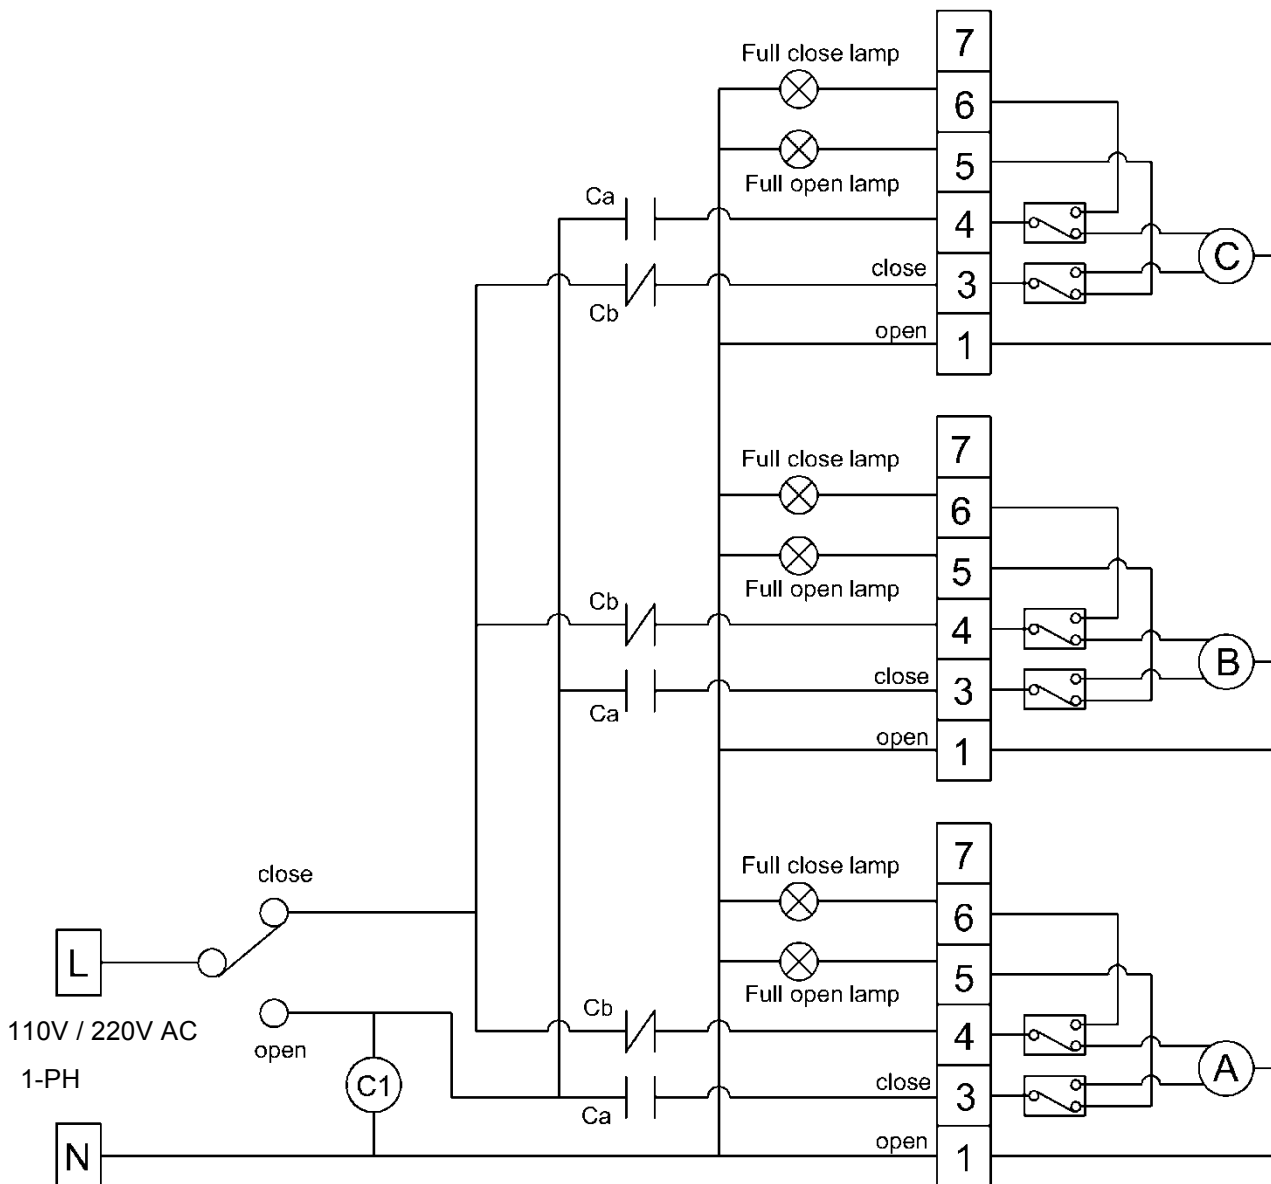 7
Full close lamp
6
5
Full open lamp
Ca
4
close
3
Cb
open
1
C
7
Full close lamp
6
5
Full open lamp
Cb
4
close
3
Ca
open
1
B
7
Full close lamp
6
5
Full open lamp
Cb
4
close
3
Ca
open
1
A
close
L
110V / 220V AC
open
1-PH
C1
N